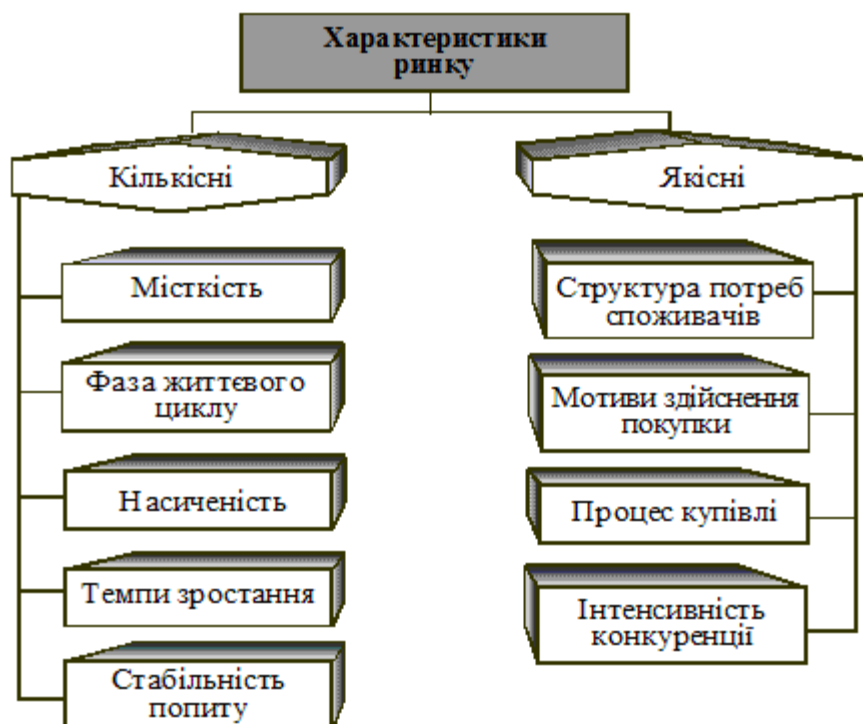 Характеристики
ринку
Кількісні
Якісні
Місткість
Фаза життєвого
циклу
Насиченість
Темпи зростання
Стабільність
попиту
Структура потреб
споживачів
Мотиви здійснення
покупки
Процес купівлі
Інтенсивність
конкуренції